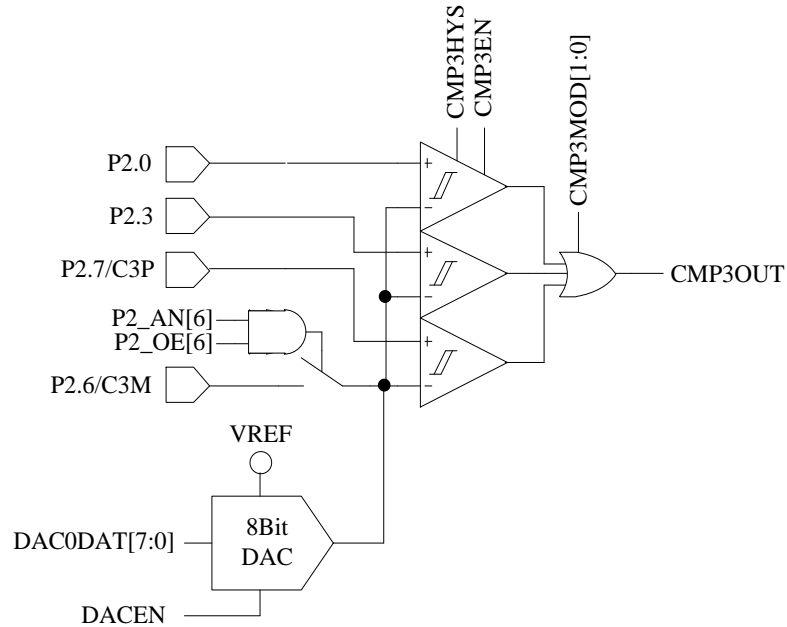 CMP3HYS
CMP3EN
CMP3MOD[1:0]
P2.0
+
-
P2.3
+
P2.7/C3P
-
CMP3OUT
P2_AN[6]
P2_OE[6]
+
P2.6/C3M
-
VREF
DAC0DAT[7:0]
8Bit
DAC
DACEN